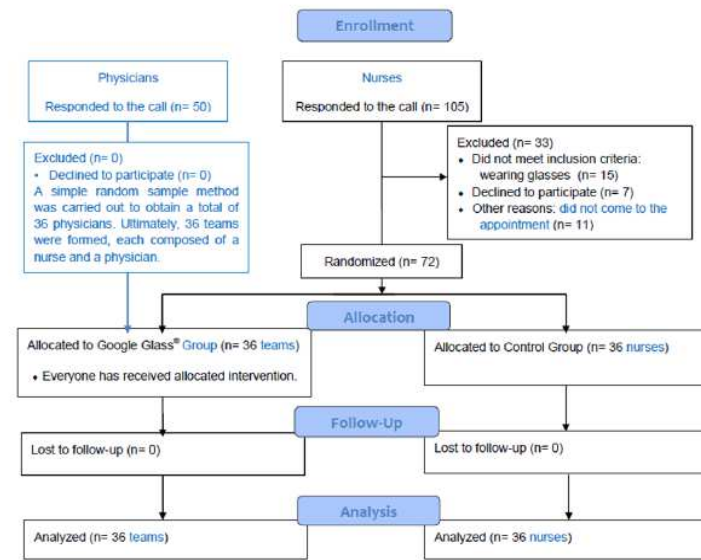 Enrollment
Physicians
Responded to the call (n= 50)
Nurses
Responded to the call (n= 105)
Excluded (n= 0)
• Declined to participate (n= 0)
A simple random sample method
was carried out to obtain a total of
36 physicians. Ultimately, 36 teams
were formed, each composed of a
nurse and a physician.
Excluded (n= 33)
• Did not meet inclusion criteria:
wearing glasses (n= 15)
• Declined to participate (n= 7)
• Other reasons: did not come to the
appointment (n= 11)
Randomized (n= 72)
Allocation
Allocated to Google Glass® Group (n= 36 teams)
• Everyone has received allocated intervention.
Allocated to Control Group (n= 36 nurses)
Follow-Up
Lost to follow-up (n= 0)
Lost to follow-up (n= 0)
Analysis
Analyzed (n= 36 teams)
Analyzed (n= 36 nurses)